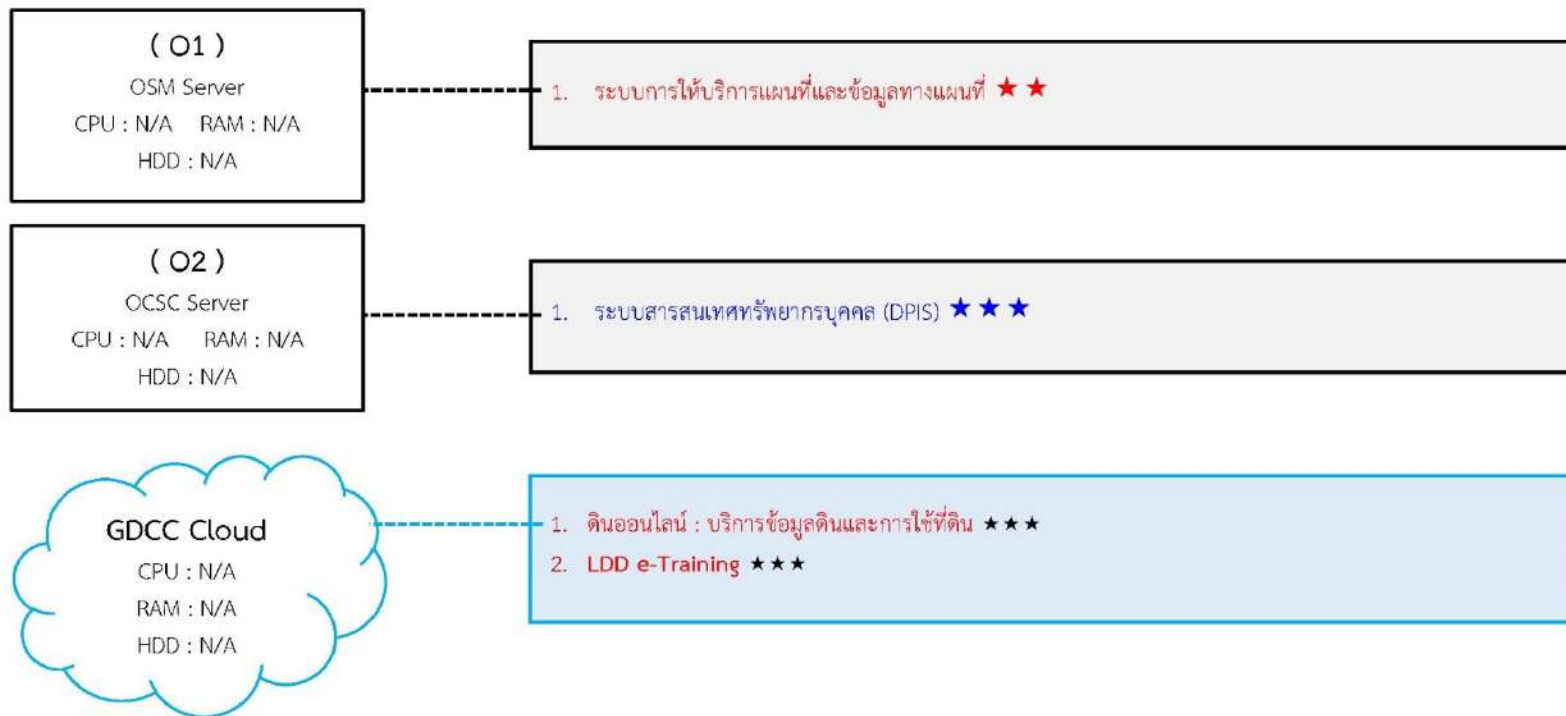 ( O1 )
OSM Server
CPU : N/A RAM : N/A
HDD : N/A
1. ระบบการให้บริการแผนที่และข้อมูลทางแผนที่ ★ ★
( O2 )
OCSC Server
CPU : N/A RAM : N/A
HDD : N/A
1. ระบบสารสนเทศทรัพยากรบุคคล (DPIS) ★ ★ ★
GDCC Cloud
CPU : N/A
RAM : N/A
HDD : N/A
1. ดินออนไลน์ : บริการข้อมูลดินและการใช้ที่ดิน ★★★
2. LDD e-Training ★★★